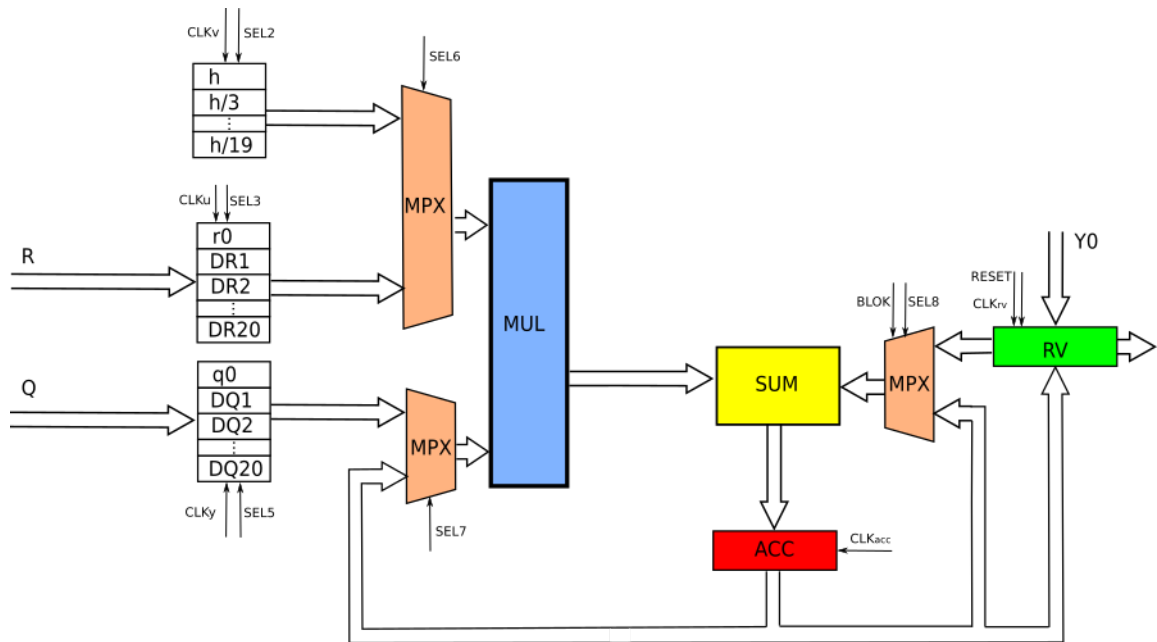 CLKv
SEL2
h
h/3
⋮
h/19
SEL6
MPX
CLKu
SEL3
r0
DR1
DR2
⋮
DR20
R
MUL
Q
q0
DQ1
DQ2
⋮
DQ20
CLKy
SEL5
MPX
SEL7
SUM
BLOK
SEL8
MPX
RESET
CLKrv
Y0
RV
ACC
CLKacc